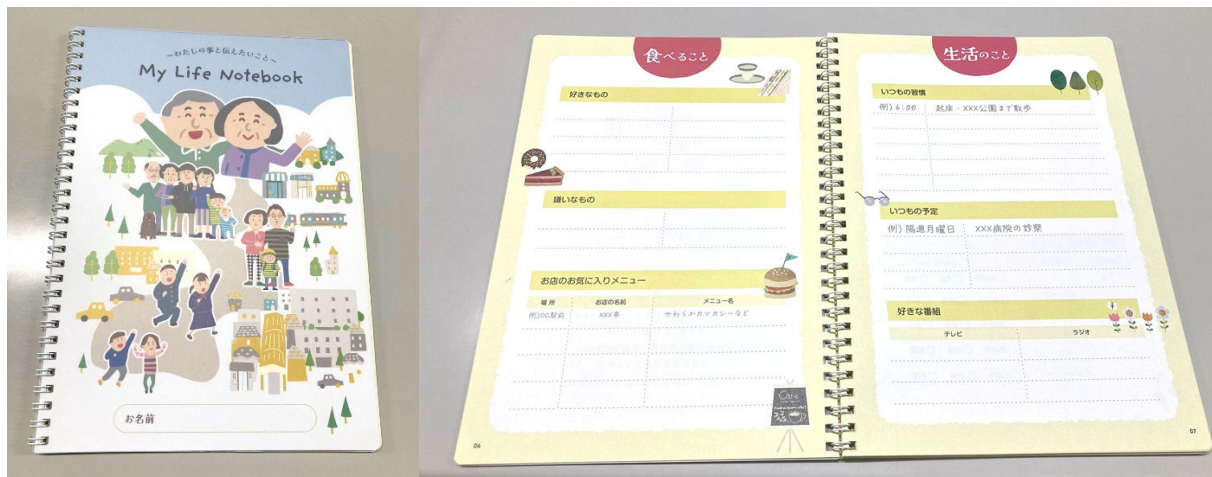 ～わたしの事と伝えたいこと～
My Life Notebook
お名前
食べること
好きなもの
嫌いなもの
お店のお気に入りメニュー
場所 お店の名前 メニュー名
例)〇〇駅前 XXX亭 やわらかカツカレーなど
Cafe
06
生活のこと
いつもの習慣
例) 6:00 起床・XXX公園まで散歩
いつもの予定
例) 隔週月曜日 XXX病院の診察
好きな番組
テレビ ラジオ
07